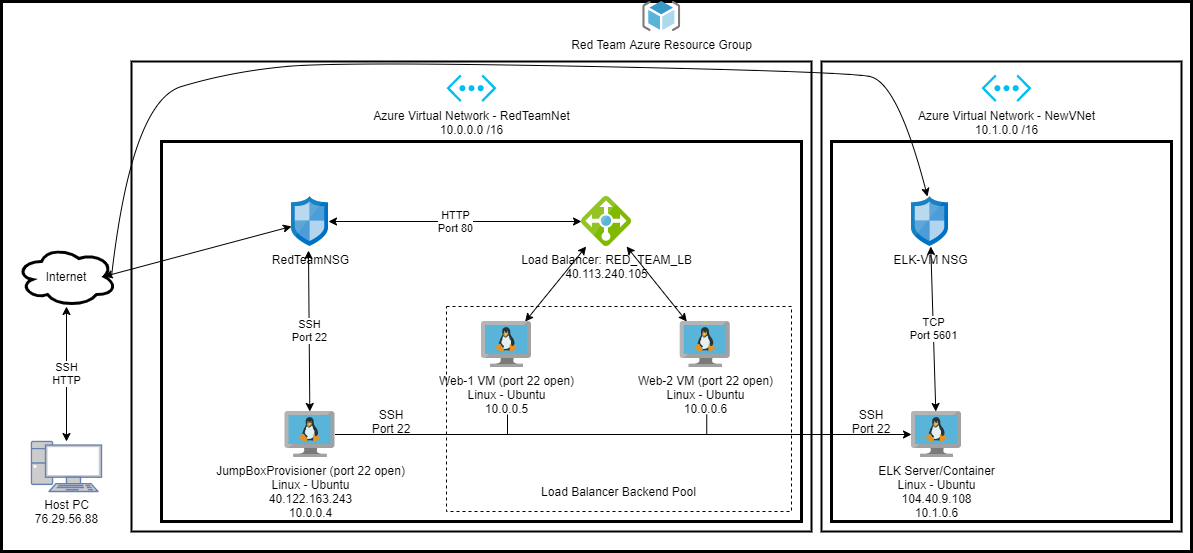 Red Team Azure Resource Group
Azure Virtual Network - RedTeamNet
10.0.0.0 /16
Azure Virtual Network - NewVNet
10.1.0.0 /16
HTTP
Port 80
RedTeamNSG
Load Balancer: RED_TEAM_LB
40.113.240.105
ELK-VM NSG
Internet
SSH
Port 22
TCP
Port 5601
SSH
HTTP
Web-1 VM (port 22 open)
Linux - Ubuntu
10.0.0.5
Web-2 VM (port 22 open)
Linux - Ubuntu
10.0.0.6
SSH
Port 22
SSH
Port 22
JumpBoxProvisioner (port 22 open)
Linux - Ubuntu
40.122.163.243
10.0.0.4
Load Balancer Backend Pool
ELK Server/Container
Linux - Ubuntu
104.40.9.108
10.1.0.6
Host PC
76.29.56.88